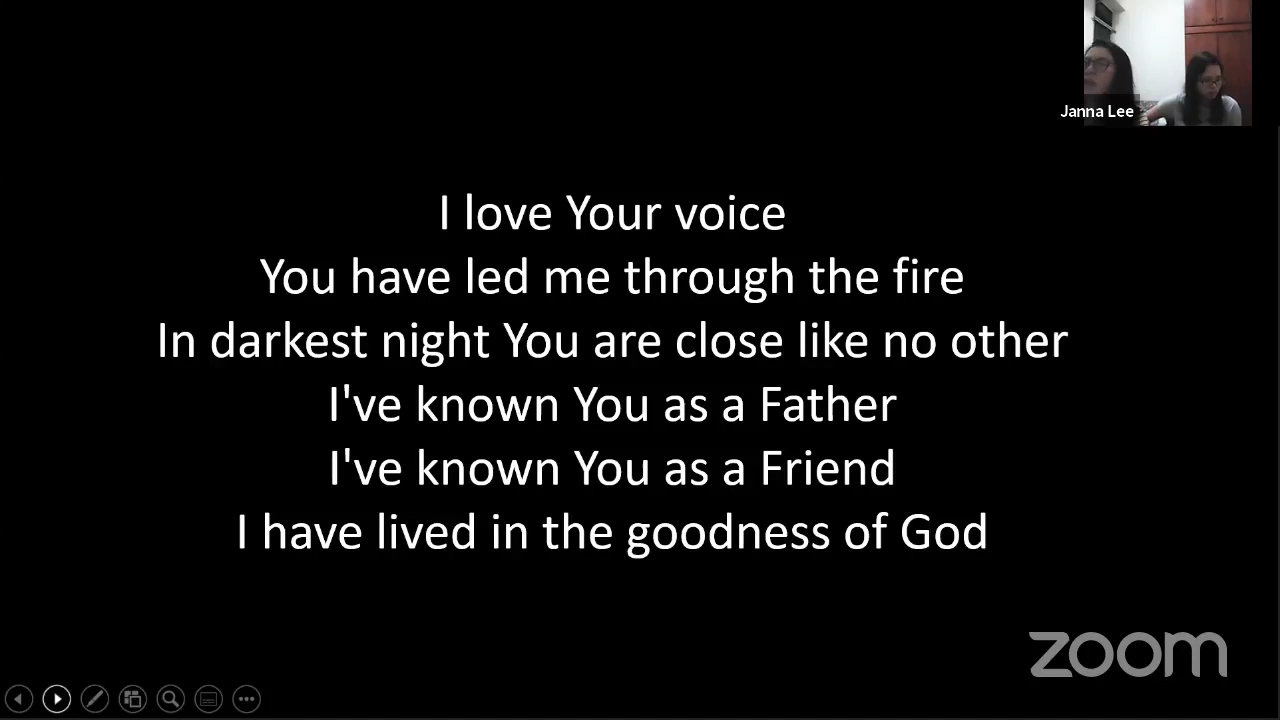 Janna Lee
I love Your voice
You have led me through the fire
In darkest night You are close like no other
I've known You as a Father
I've known You as a Friend
I have lived in the goodness of God
zoom